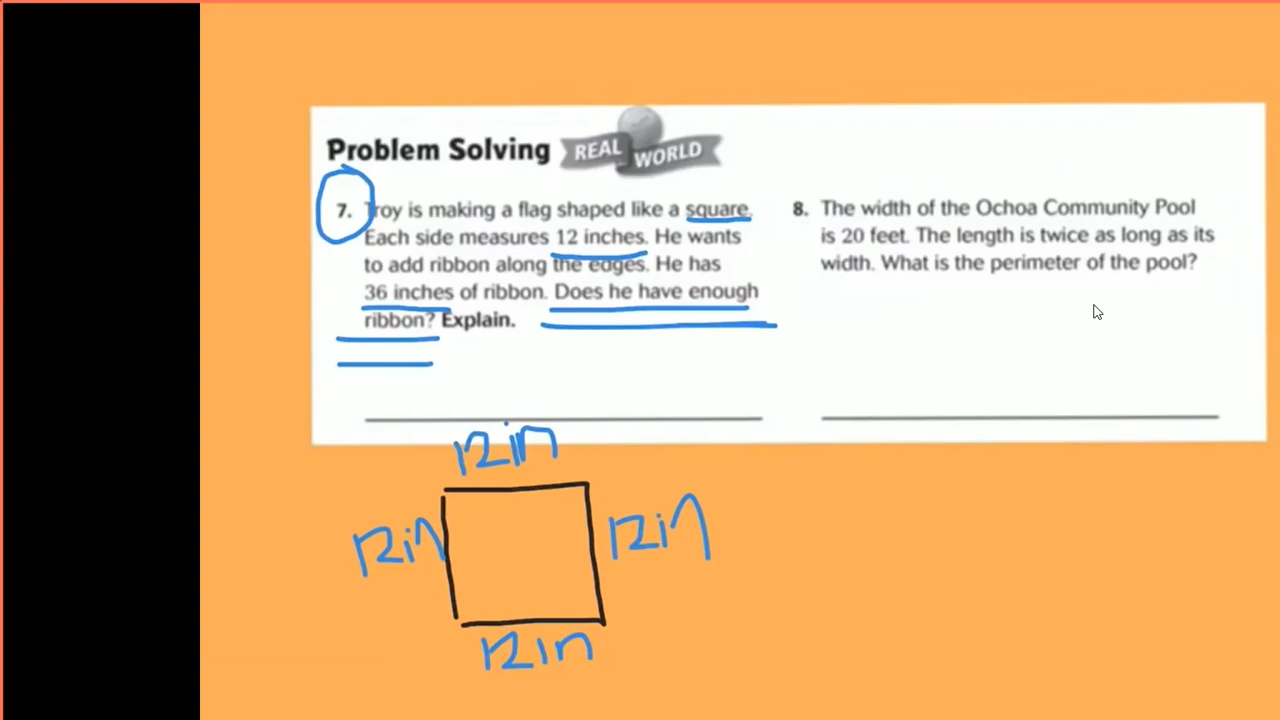 Problem Solving REAL WORLD
7. Troy is making a flag shaped like a square.
Each side measures 12 inches. He wants
to add ribbon along the edges. He has
36 inches of ribbon. Does he have enough
ribbon? Explain.
8. The width of the Ochoa Community Pool
is 20 feet. The length is twice as long as its
width. What is the perimeter of the pool?
12in
12in
12in
12in